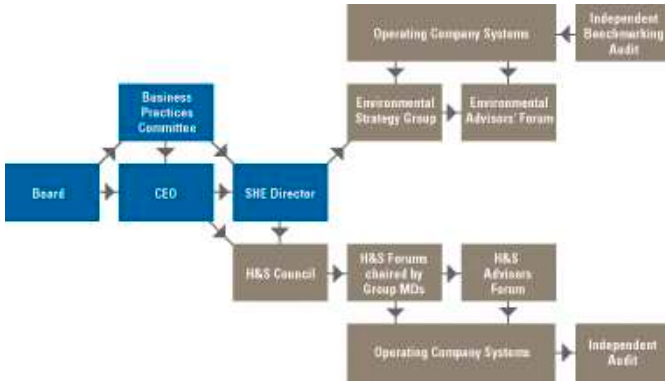 Operating Company Systems
Independent
Benchmarking
Audit
Business
Practices
Committee
Environmental
Strategy Group
Environmental
Advisors' Forum
Board
CEO
SHE Director
H&S Council
H&S Forums
chaired by
Group MDs
H&S
Advisors
Forum
Operating Company Systems
Independent
Audit